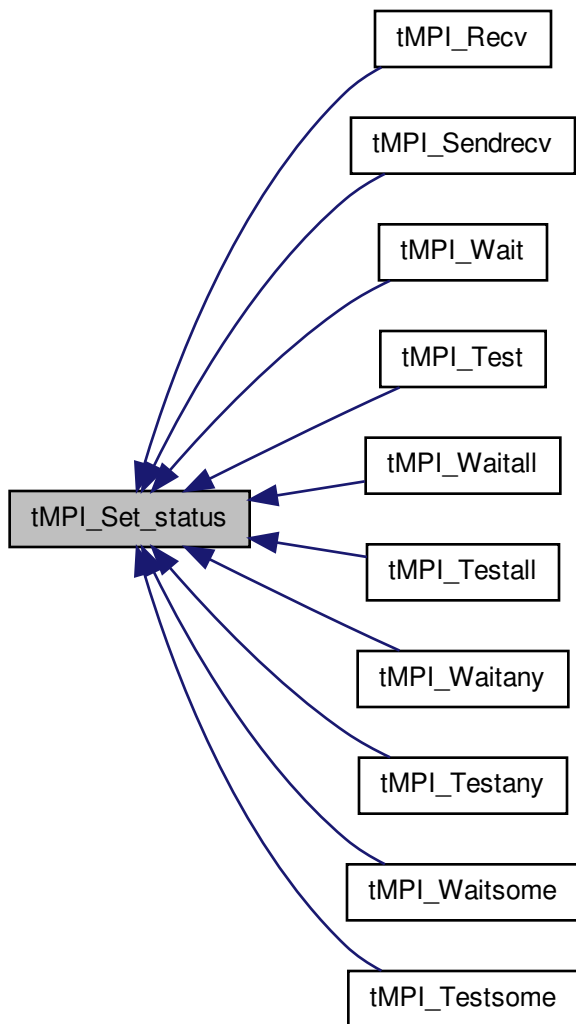 tMPI_Recv
tMPI_Sendrecv
tMPI_Wait
tMPI_Test
tMPI_Waitall
tMPI_Set_status
tMPI_Testall
tMPI_Waitany
tMPI_Testany
tMPI_Waitsome
tMPI_Testsome